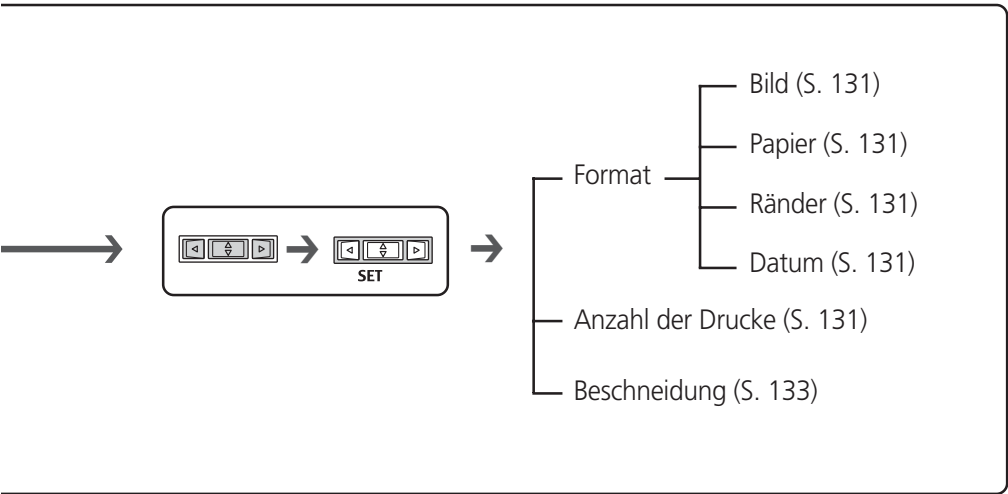 Bild (S. 131)
Papier (S. 131)
Format
Ränder (S. 131)
SET
Datum (S. 131)
Anzahl der Drucke (S. 131)
Beschneidung (S. 133)